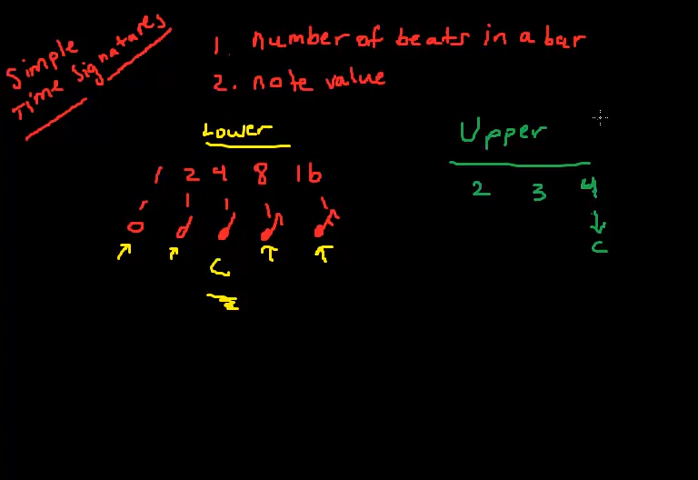 Simple
Time Signatures
1. number of beats in a bar
2. note value
Lower
1 2 4 8 16
C
Upper
2 3 4
C